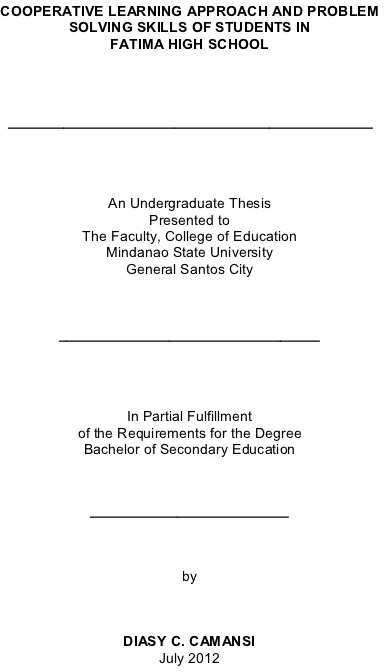 COOPERATIVE LEARNING APPROACH AND PROBLEM
SOLVING SKILLS OF STUDENTS IN
FATIMA HIGH SCHOOL
An Undergraduate Thesis
Presented to
The Faculty, College of Education
Mindanao State University
General Santos City
In Partial Fulfillment
of the Requirements for the Degree
Bachelor of Secondary Education
by
DIASY C. CAMANSI
July 2012